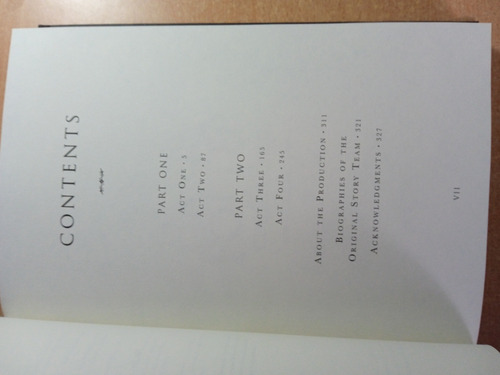 CONTENTS
PART ONE
ACT ONE • 5
ACT TWO • 87
PART TWO
ACT THREE • 165
ACT FOUR • 245
ABOUT THE PRODUCTION • 311
BIOGRAPHIES OF THE
ORIGINAL STORY TEAM • 321
ACKNOWLEDGMENTS • 327
VII